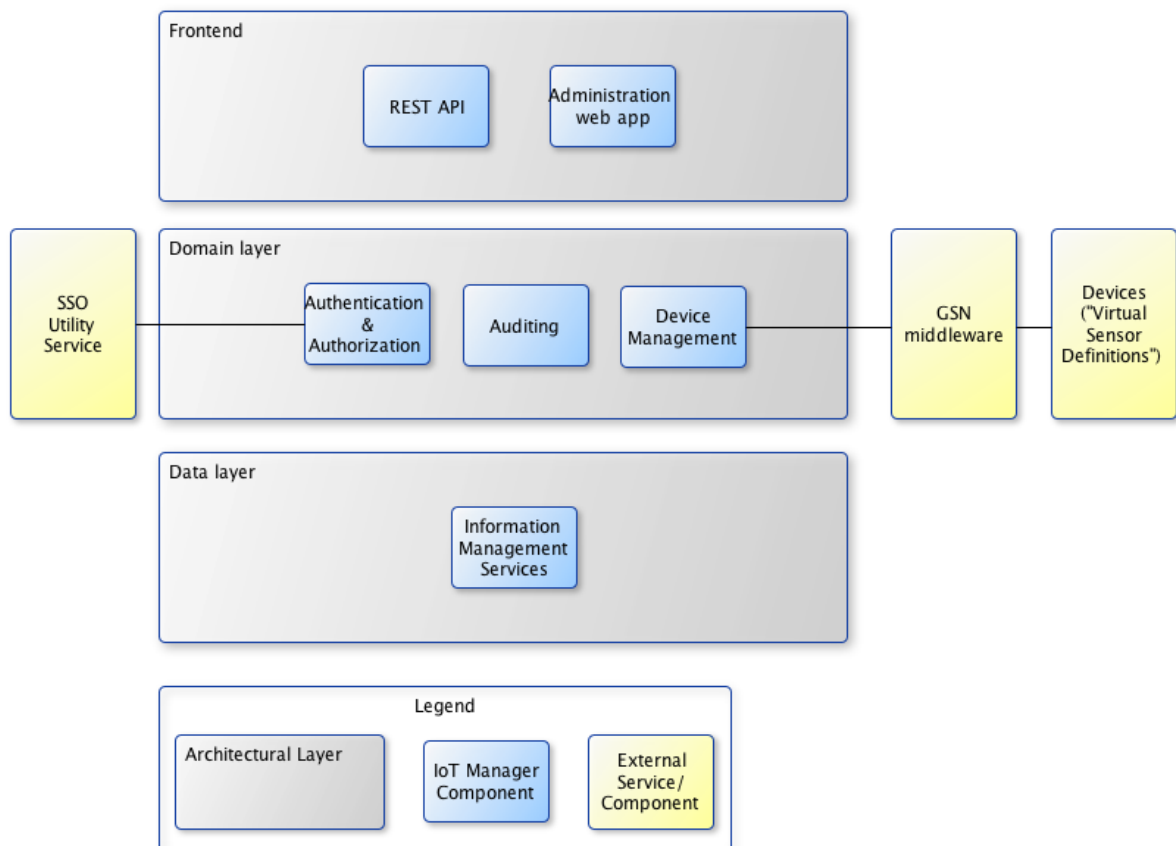 Frontend
REST API
Administration
web app
SSO
Utility
Service
Domain layer
Authentication
&
Authorization
Auditing
Device
Management
GSN
middleware
Devices
("Virtual
Sensor
Definitions")
Data layer
Information
Management
Services
Legend
Architectural Layer
IoT Manager
Component
External
Service/
Component